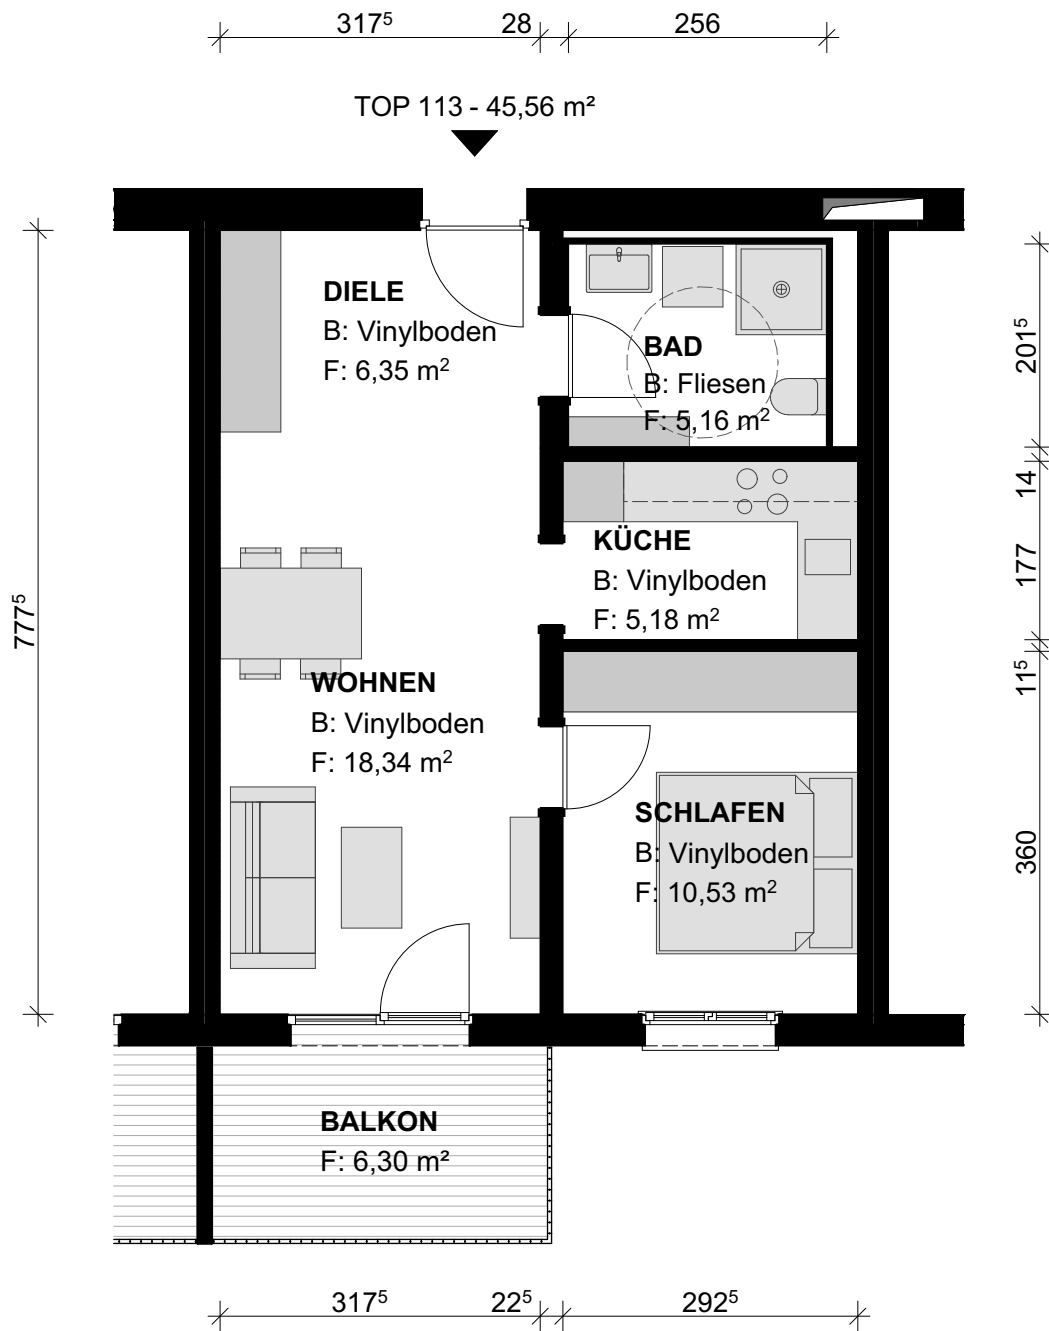 317⁵ 28 256
TOP 113 - 45,56 m²
DIELE
B: Vinylboden
F: 6,35 m²
BAD
B: Fliesen
F: 5,16 m²
201⁵
14
KÜCHE
B: Vinylboden
F: 5,18 m²
177
777⁵
WOHNEN
B: Vinylboden
F: 18,34 m²
11⁵
SCHLAFEN
B: Vinylboden
F: 10,53 m²
360
BALKON
F: 6,30 m²
317⁵ 22⁵ 292⁵